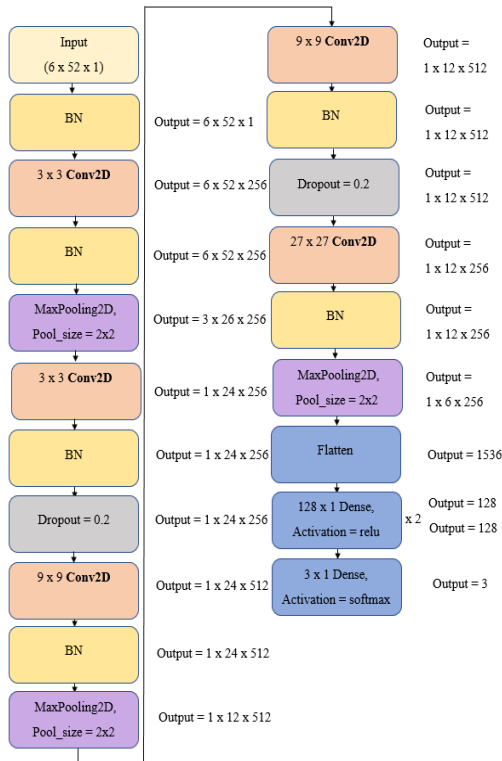 Input
(6 x 52 x 1)
BN
Output = 6 x 52 x 1
3 x 3 Conv2D
Output = 6 x 52 x 256
BN
Output = 6 x 52 x 256
MaxPooling2D,
Pool_size = 2x2
Output = 3 x 26 x 256
3 x 3 Conv2D
Output = 1 x 24 x 256
BN
Output = 1 x 24 x 256
Dropout = 0.2
Output = 1 x 24 x 256
9 x 9 Conv2D
Output = 1 x 24 x 512
BN
Output = 1 x 24 x 512
MaxPooling2D,
Pool_size = 2x2
Output = 1 x 12 x 512
9 x 9 Conv2D
Output =
1 x 12 x 512
BN
Output =
1 x 12 x 512
Dropout = 0.2
Output =
1 x 12 x 512
27 x 27 Conv2D
Output =
1 x 12 x 256
BN
Output =
1 x 12 x 256
MaxPooling2D,
Pool_size = 2x2
Output =
1 x 6 x 256
Flatten
Output = 1536
128 x 1 Dense,
Activation = relu
x 2
Output = 128
Output = 128
3 x 1 Dense,
Activation = softmax
Output = 3